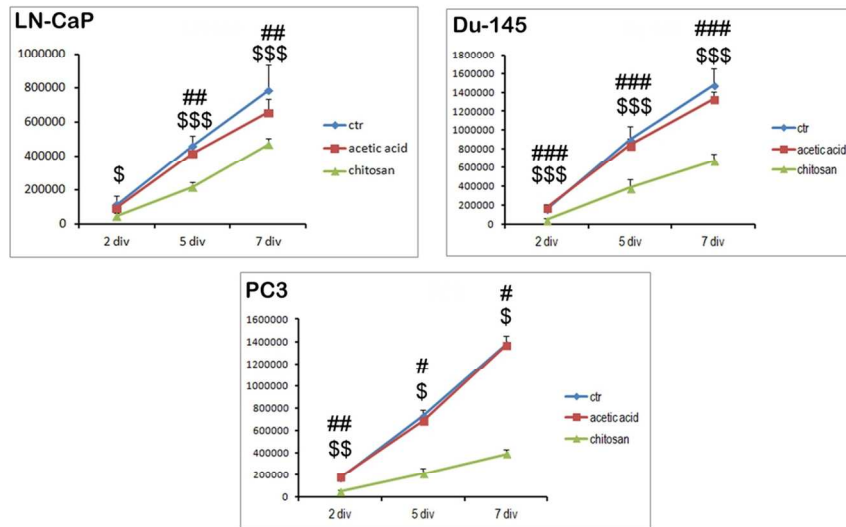 LN-CaP
1000000
800000
600000
400000
200000
0
$
##
$$$
##
$$$
2 div 5 div 7 div
ctr
acetic acid
chitosan
Du-145
1800000
1600000
1400000
1200000
1000000
800000
600000
400000
200000
0
###
$$$
###
$$$
###
$$$
2 div 5 div 7 div
ctr
acetic acid
chitosan
PC3
1600000
1400000
1200000
1000000
800000
600000
400000
200000
0
##
$$
#
$
#
$
2 div 5 div 7 div
ctr
acetic acid
chitosan